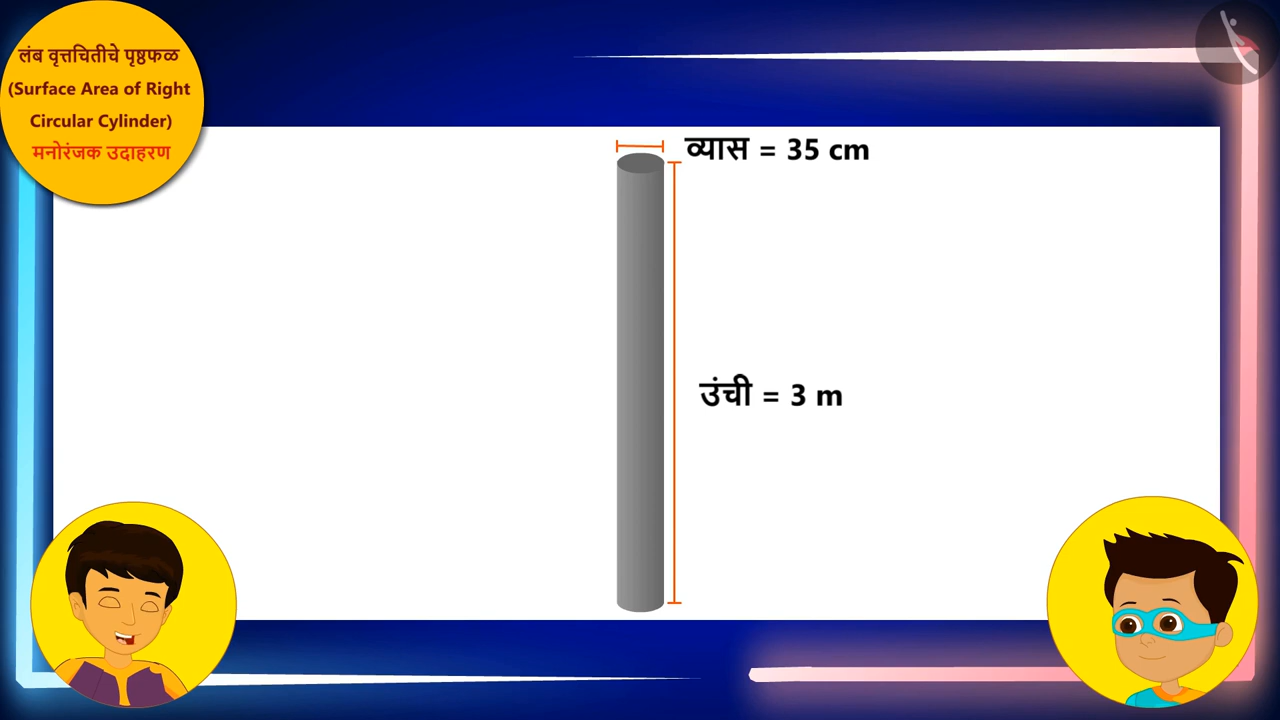 लंब वृत्तचितीचे पृष्ठफळ
(Surface Area of Right
Circular Cylinder)
मनोरंजक उदाहरण
व्यास = 35 cm
उंची = 3 m